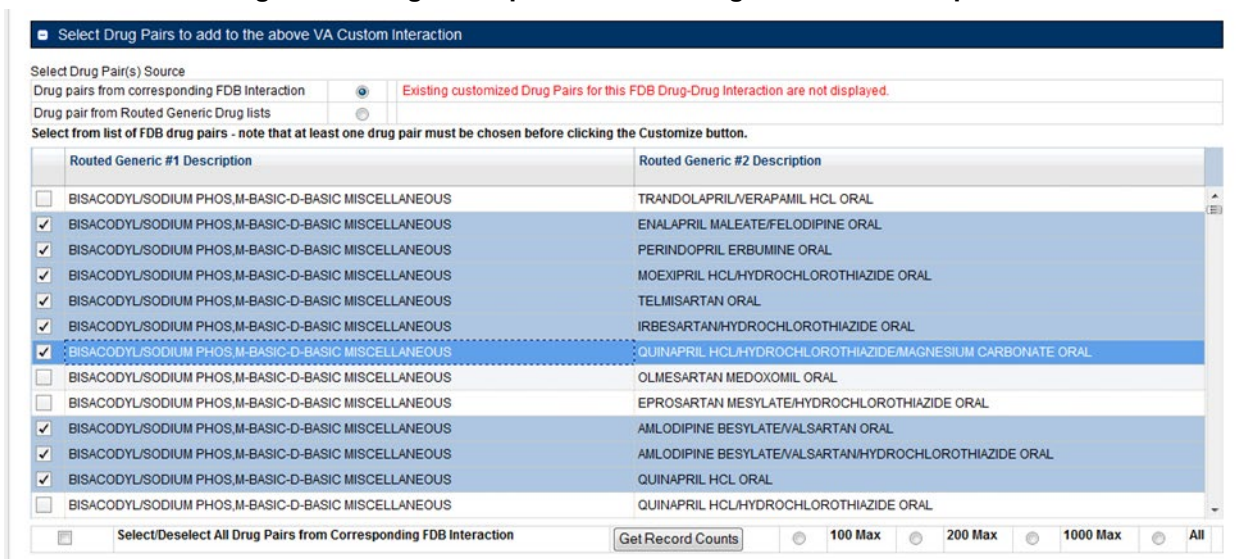 Select Drug Pairs to add to the above VA Custom Interaction
Select Drug Pair(s) Source
Drug pairs from corresponding FDB Interaction Existing customized Drug Pairs for this FDB Drug-Drug Interaction are not displayed.
Drug pair from Routed Generic Drug lists
Select from list of FDB drug pairs - note that at least one drug pair must be chosen before clicking the Customize button.
Routed Generic #1 Description Routed Generic #2 Description
BISACODYL/SODIUM PHOS,M-BASIC-D-BASIC MISCELLANEOUS TRANDOLAPRIL/VERAPAMIL HCL ORAL
BISACODYL/SODIUM PHOS,M-BASIC-D-BASIC MISCELLANEOUS ENALAPRIL MALEATE/FELODIPINE ORAL
BISACODYL/SODIUM PHOS,M-BASIC-D-BASIC MISCELLANEOUS PERINDOPRIL ERBUMINE ORAL
BISACODYL/SODIUM PHOS,M-BASIC-D-BASIC MISCELLANEOUS MOEXIPRIL HCL/HYDROCHLOROTHIAZIDE ORAL
BISACODYL/SODIUM PHOS,M-BASIC-D-BASIC MISCELLANEOUS TELMISARTAN ORAL
BISACODYL/SODIUM PHOS,M-BASIC-D-BASIC MISCELLANEOUS IRBESARTAN/HYDROCHLOROTHIAZIDE ORAL
BISACODYL/SODIUM PHOS,M-BASIC-D-BASIC MISCELLANEOUS QUINAPRIL HCL/HYDROCHLOROTHIAZIDE/MAGNESIUM CARBONATE ORAL
BISACODYL/SODIUM PHOS,M-BASIC-D-BASIC MISCELLANEOUS OLMESARTAN MEDOXOMIL ORAL
BISACODYL/SODIUM PHOS,M-BASIC-D-BASIC MISCELLANEOUS EPROSARTAN MESYLATE/HYDROCHLOROTHIAZIDE ORAL
BISACODYL/SODIUM PHOS,M-BASIC-D-BASIC MISCELLANEOUS AMLODIPINE BESYLATE/VALSARTAN ORAL
BISACODYL/SODIUM PHOS,M-BASIC-D-BASIC MISCELLANEOUS AMLODIPINE BESYLATE/VALSARTAN/HYDROCHLOROTHIAZIDE ORAL
BISACODYL/SODIUM PHOS,M-BASIC-D-BASIC MISCELLANEOUS QUINAPRIL HCL ORAL
BISACODYL/SODIUM PHOS,M-BASIC-D-BASIC MISCELLANEOUS QUINAPRIL HCL/HYDROCHLOROTHIAZIDE ORAL
Select/Deselect All Drug Pairs from Corresponding FDB Interaction Get Record Counts 100 Max 200 Max 1000 Max All